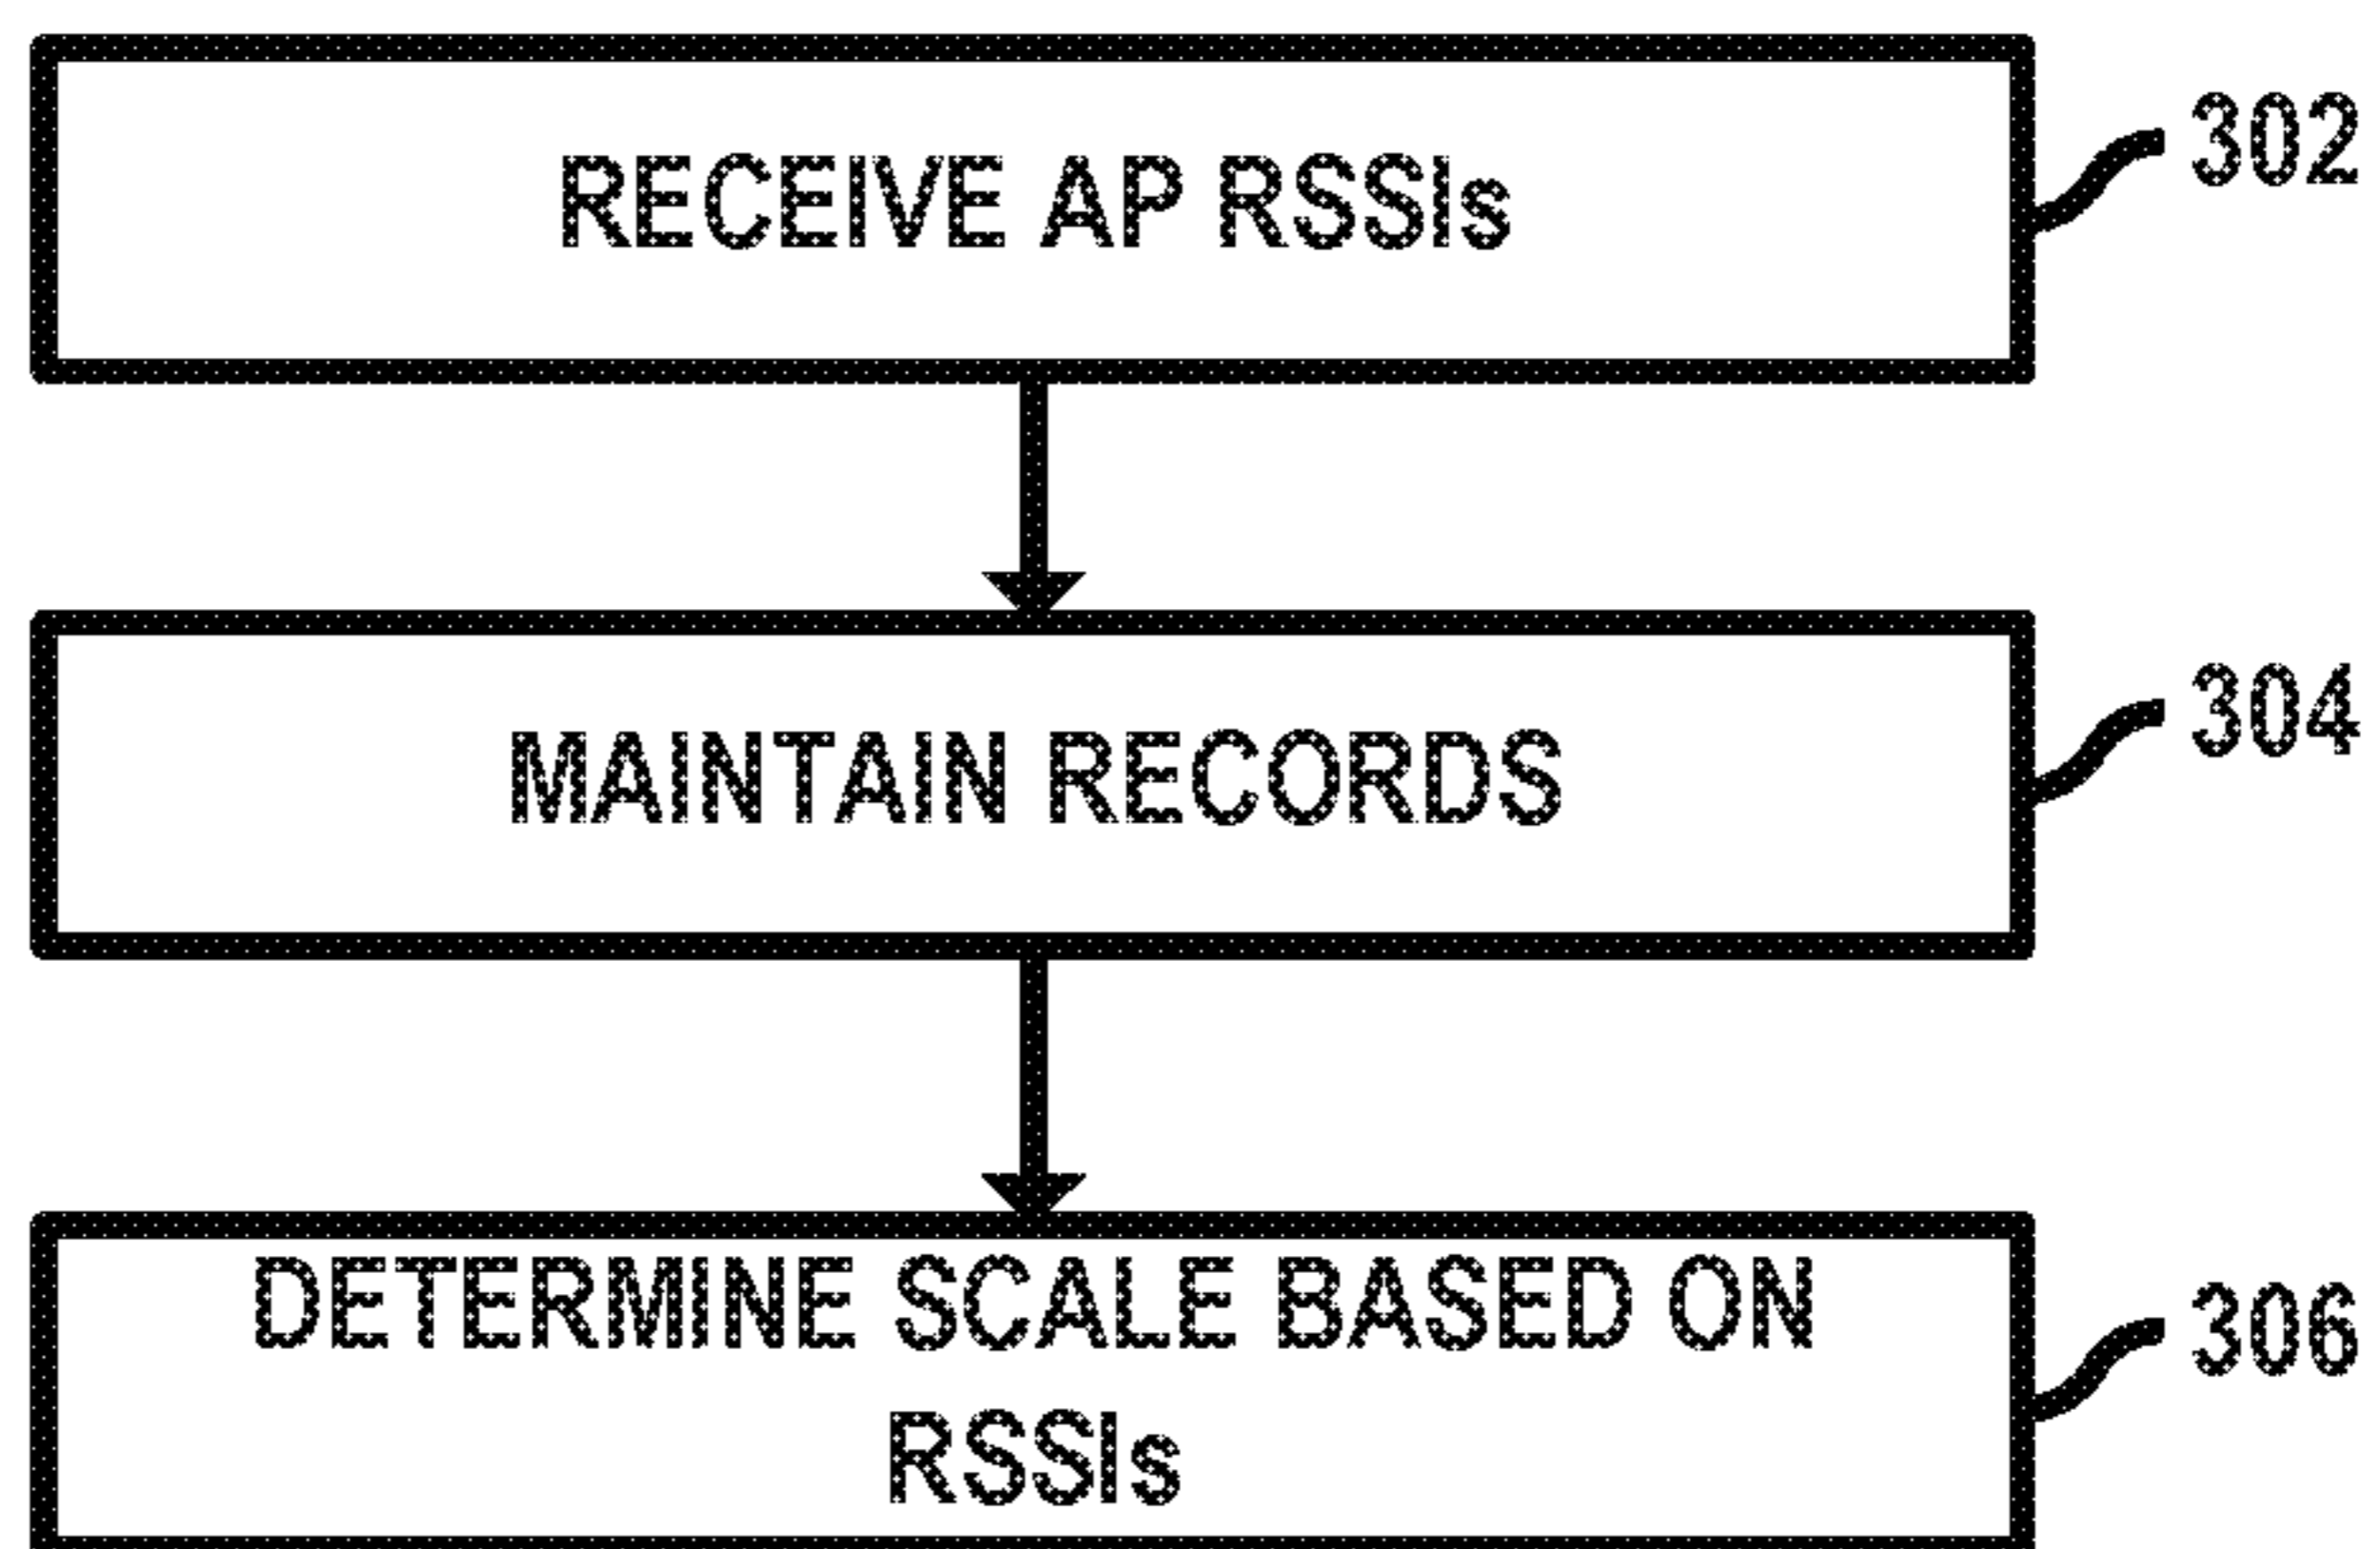 RECEIVE AP RSSIs
302
MAINTAIN RECORDS
304
DETERMINE SCALE BASED ON
RSSIs
306